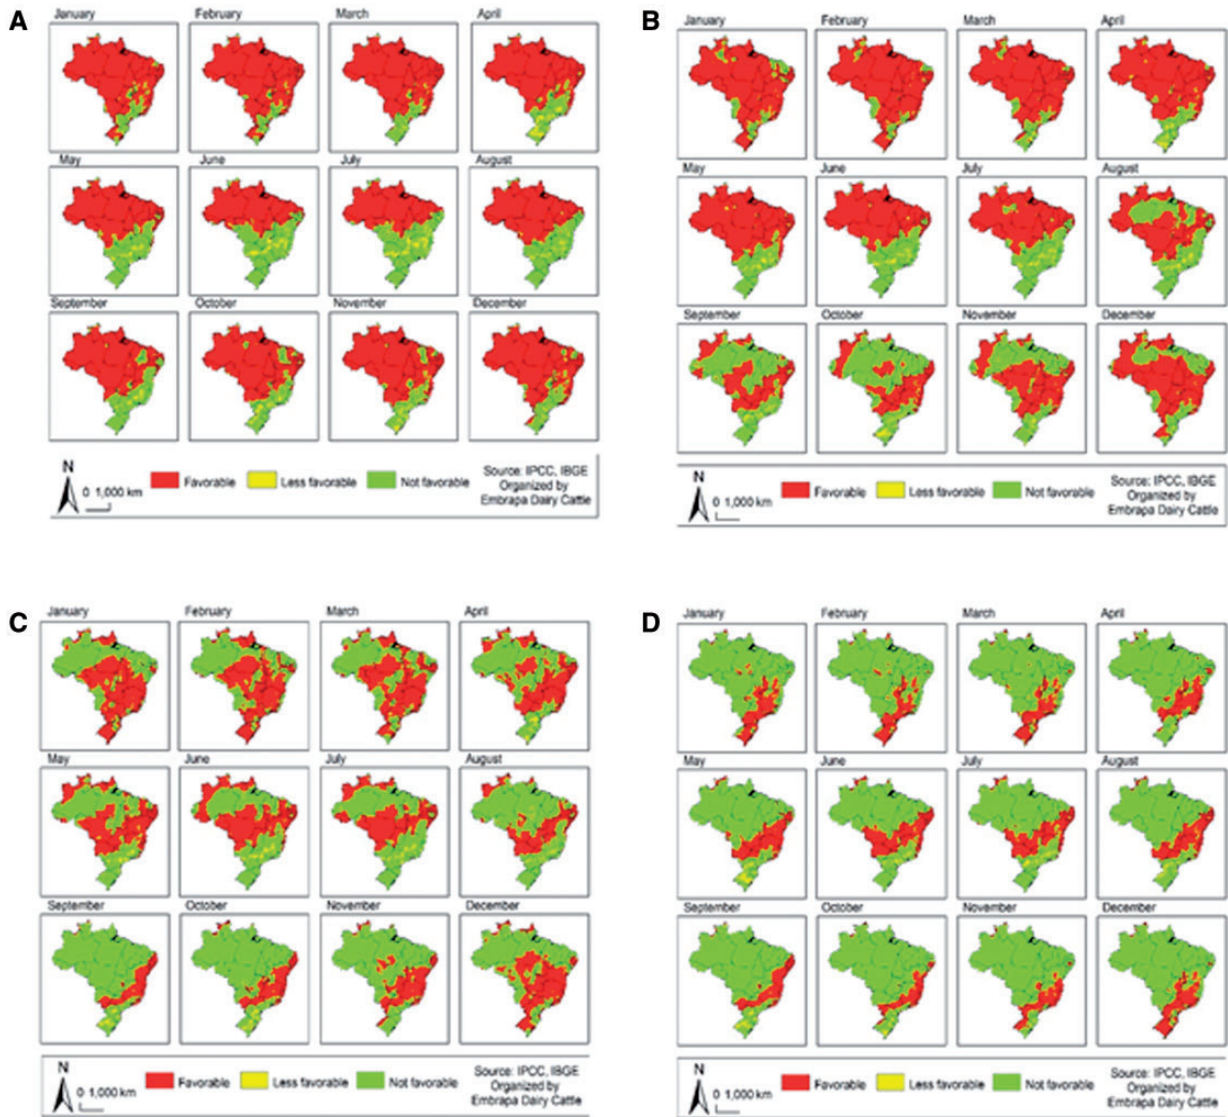 A
January February March April
May June July August
September October November December
N
0 1,000 km
Favorable Less favorable Not favorable
Source: IPCC, IBGE
Organized by
Embrapa Dairy Cattle
B
January February March April
May June July August
September October November December
N
0 1,000 km
Favorable Less favorable Not favorable
Source: IPCC, IBGE
Organized by
Embrapa Dairy Cattle
C
January February March April
May June July August
September October November December
N
0 1,000 km
Favorable Less favorable Not favorable
Source: IPCC, IBGE
Organized by
Embrapa Dairy Cattle
D
January February March April
May June July August
September October November December
N
0 1,000 km
Favorable Less favorable Not favorable
Source: IPCC, IBGE
Organized by
Embrapa Dairy Cattle